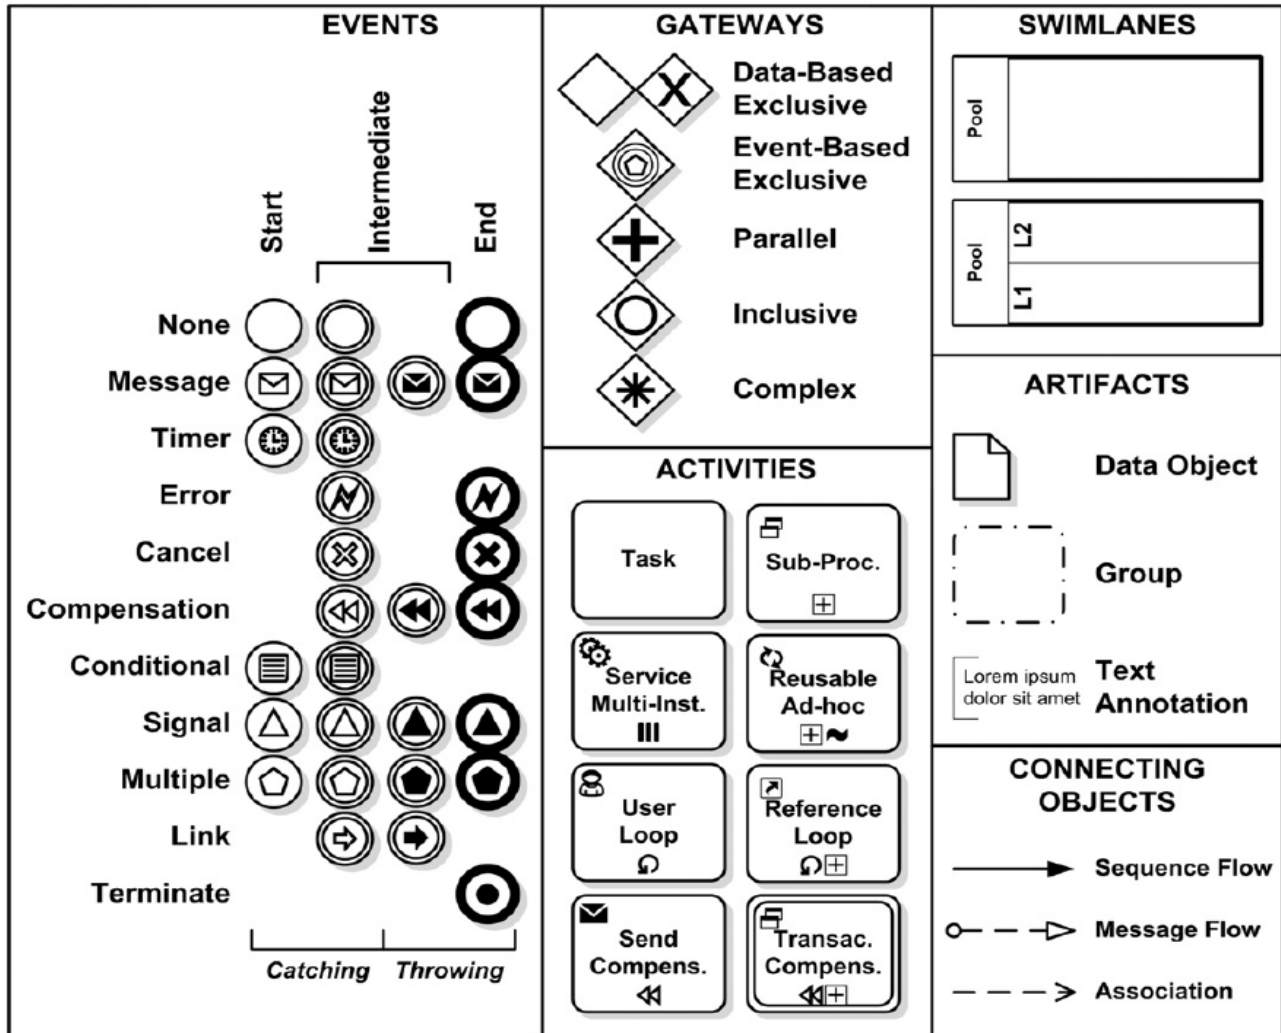 EVENTS
Start
Intermediate
End
None
Message
Timer
Error
Cancel
Compensation
Conditional
Signal
Multiple
Link
Terminate
Catching
Throwing
GATEWAYS
X
Data-Based
Exclusive
Event-Based
Exclusive
Parallel
Inclusive
Complex
ACTIVITIES
Task
Sub-Proc.
Service
Multi-Inst.
Reusable
Ad-hoc
User
Loop
Reference
Loop
Send
Compens.
Transac.
Compens.
SWIMLANES
Pool
Pool
L2
L1
ARTIFACTS
Data Object
Group
Lorem ipsum
dolor sit amet
Text
Annotation
CONNECTING
OBJECTS
Sequence Flow
Message Flow
Association